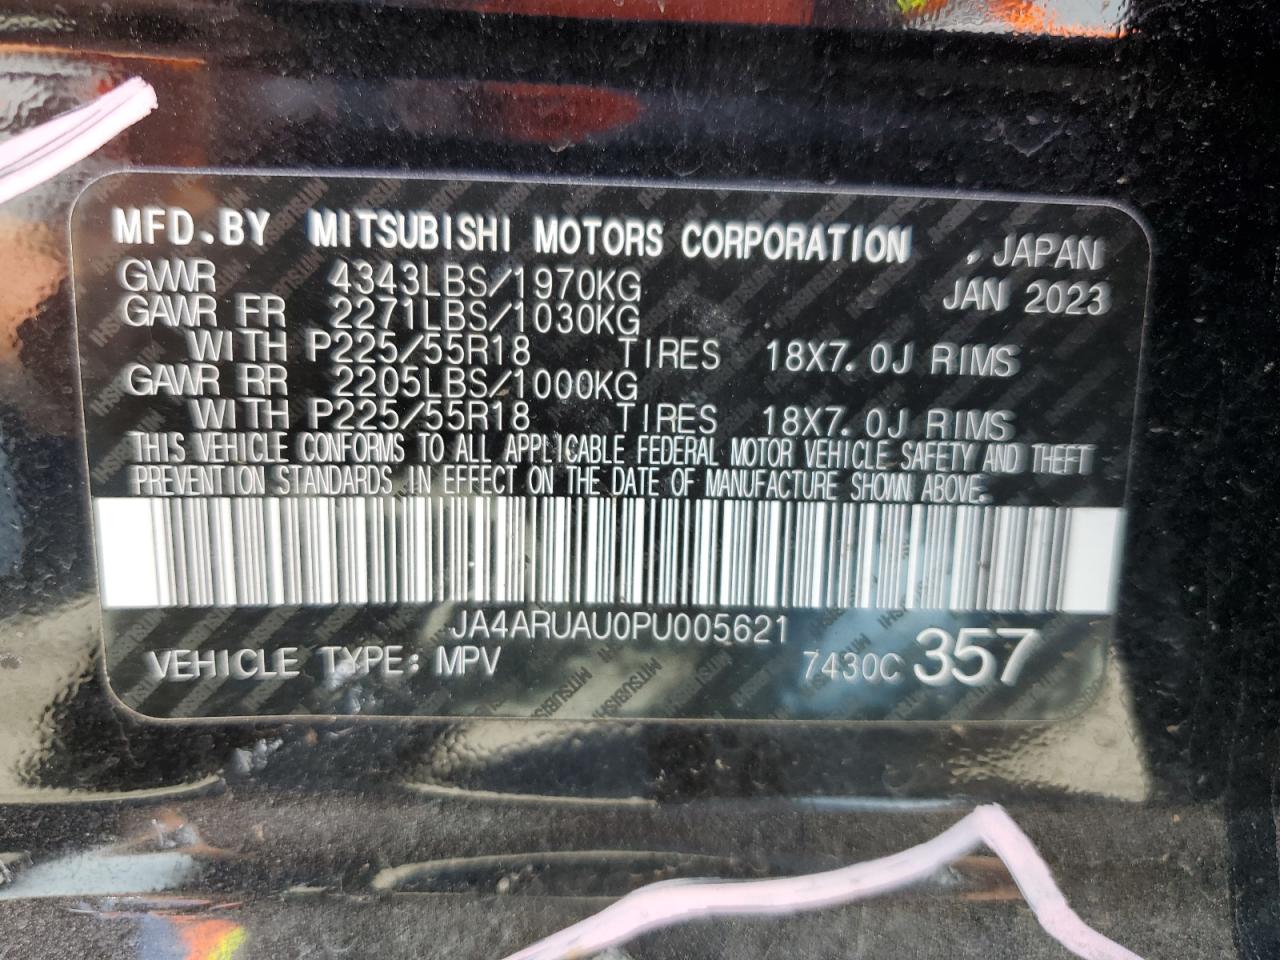 MFD.BY MITSUBISHI MOTORS CORPORATION , JAPAN
GVWR 4343LBS/1970KG JAN 2023
GAWR FR 2271LBS/1030KG
WITH P225/55R18 TIRES 18X7.0J RIMS
GAWR RR 2205LBS/1000KG
WITH P225/55R18 TIRES 18X7.0J RIMS
THIS VEHICLE CONFORMS TO ALL APPLICABLE FEDERAL MOTOR VEHICLE SAFETY AND THEFT
PREVENTION STANDARDS IN EFFECT ON THE DATE OF MANUFACTURE SHOWN ABOVE.
JA4ARUAU0PU005621
VEHICLE TYPE: MPV 7430C 357